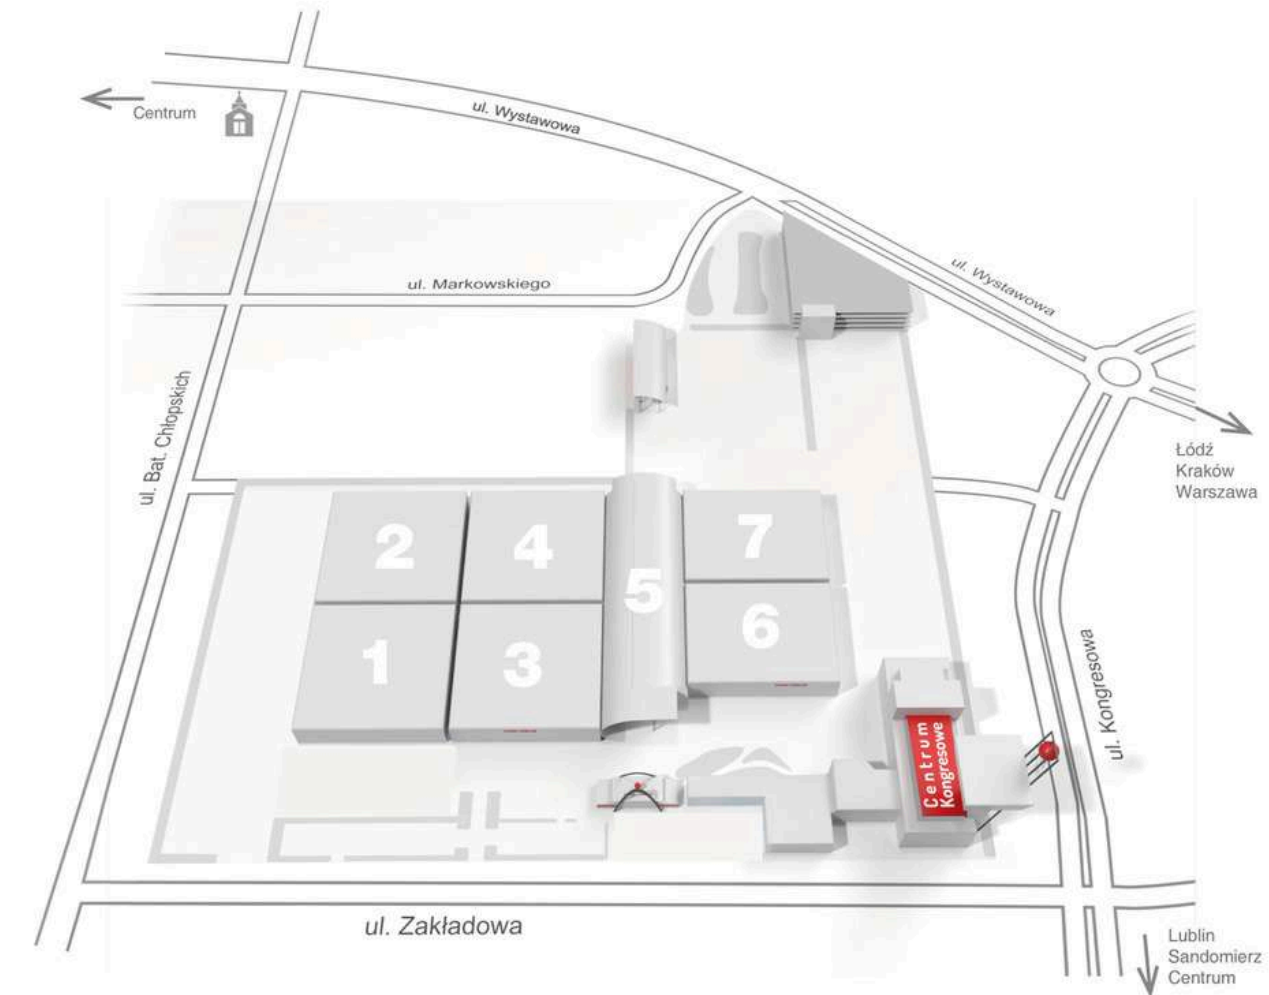 ul. Wystawowa
Centrum
ul. Markowskiego
ul. Wystawowa
ul. Bat. Chłopskich
Łódź
Kraków
Warszawa
2
4
5
7
1
3
6
Centrum
Kongresowe
ul. Kongresowa
ul. Zakładowa
Lublin
Sandomierz
Centrum